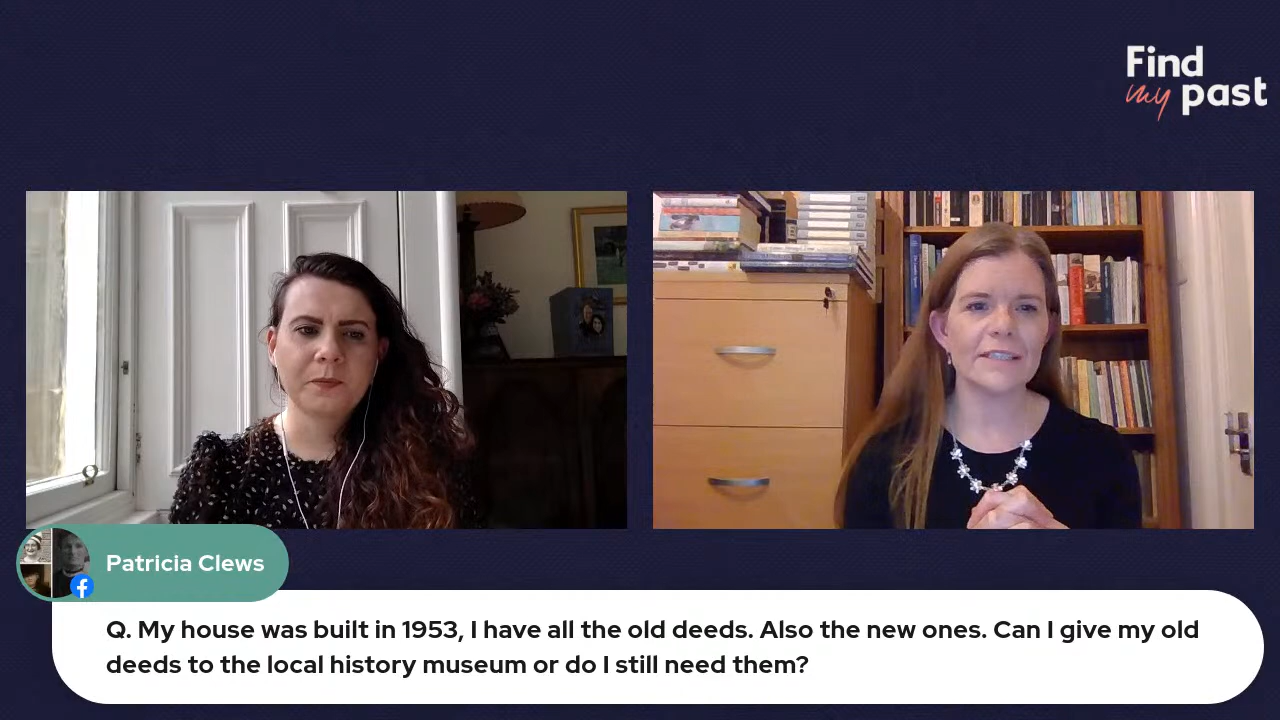 Find
my past
Patricia Clews
Q. My house was built in 1953, I have all the old deeds. Also the new ones. Can I give my old
deeds to the local history museum or do I still need them?